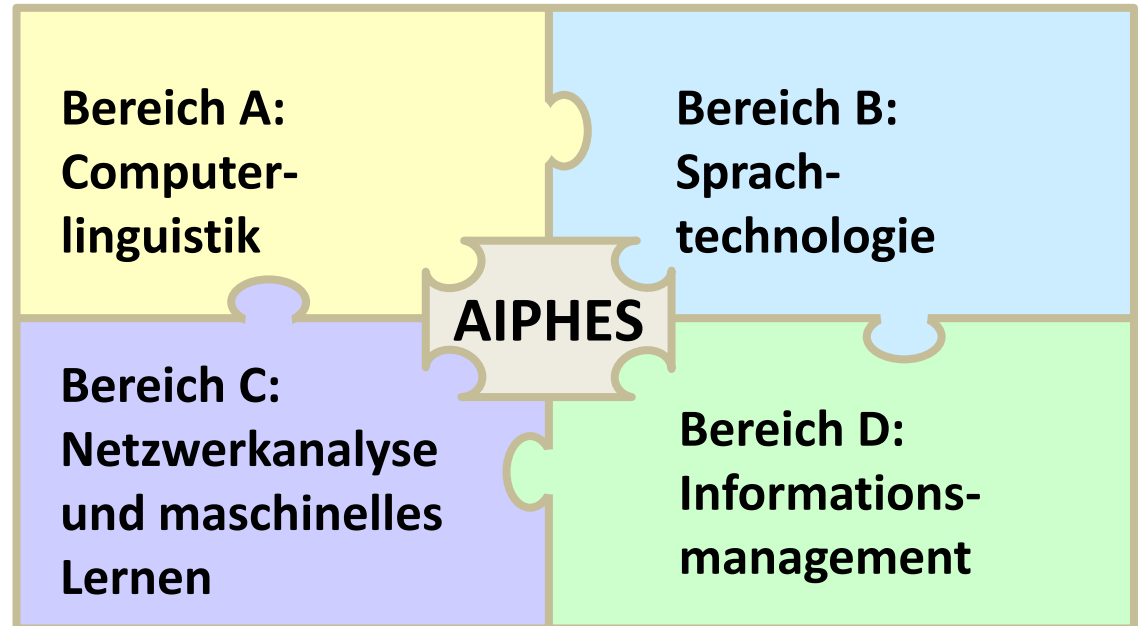 Bereich A:
Computer-
linguistik
Bereich B:
Sprach-
technologie
AIPHES
Bereich C:
Netzwerkanalyse
und maschinelles
Lernen
Bereich D:
Informations-
management